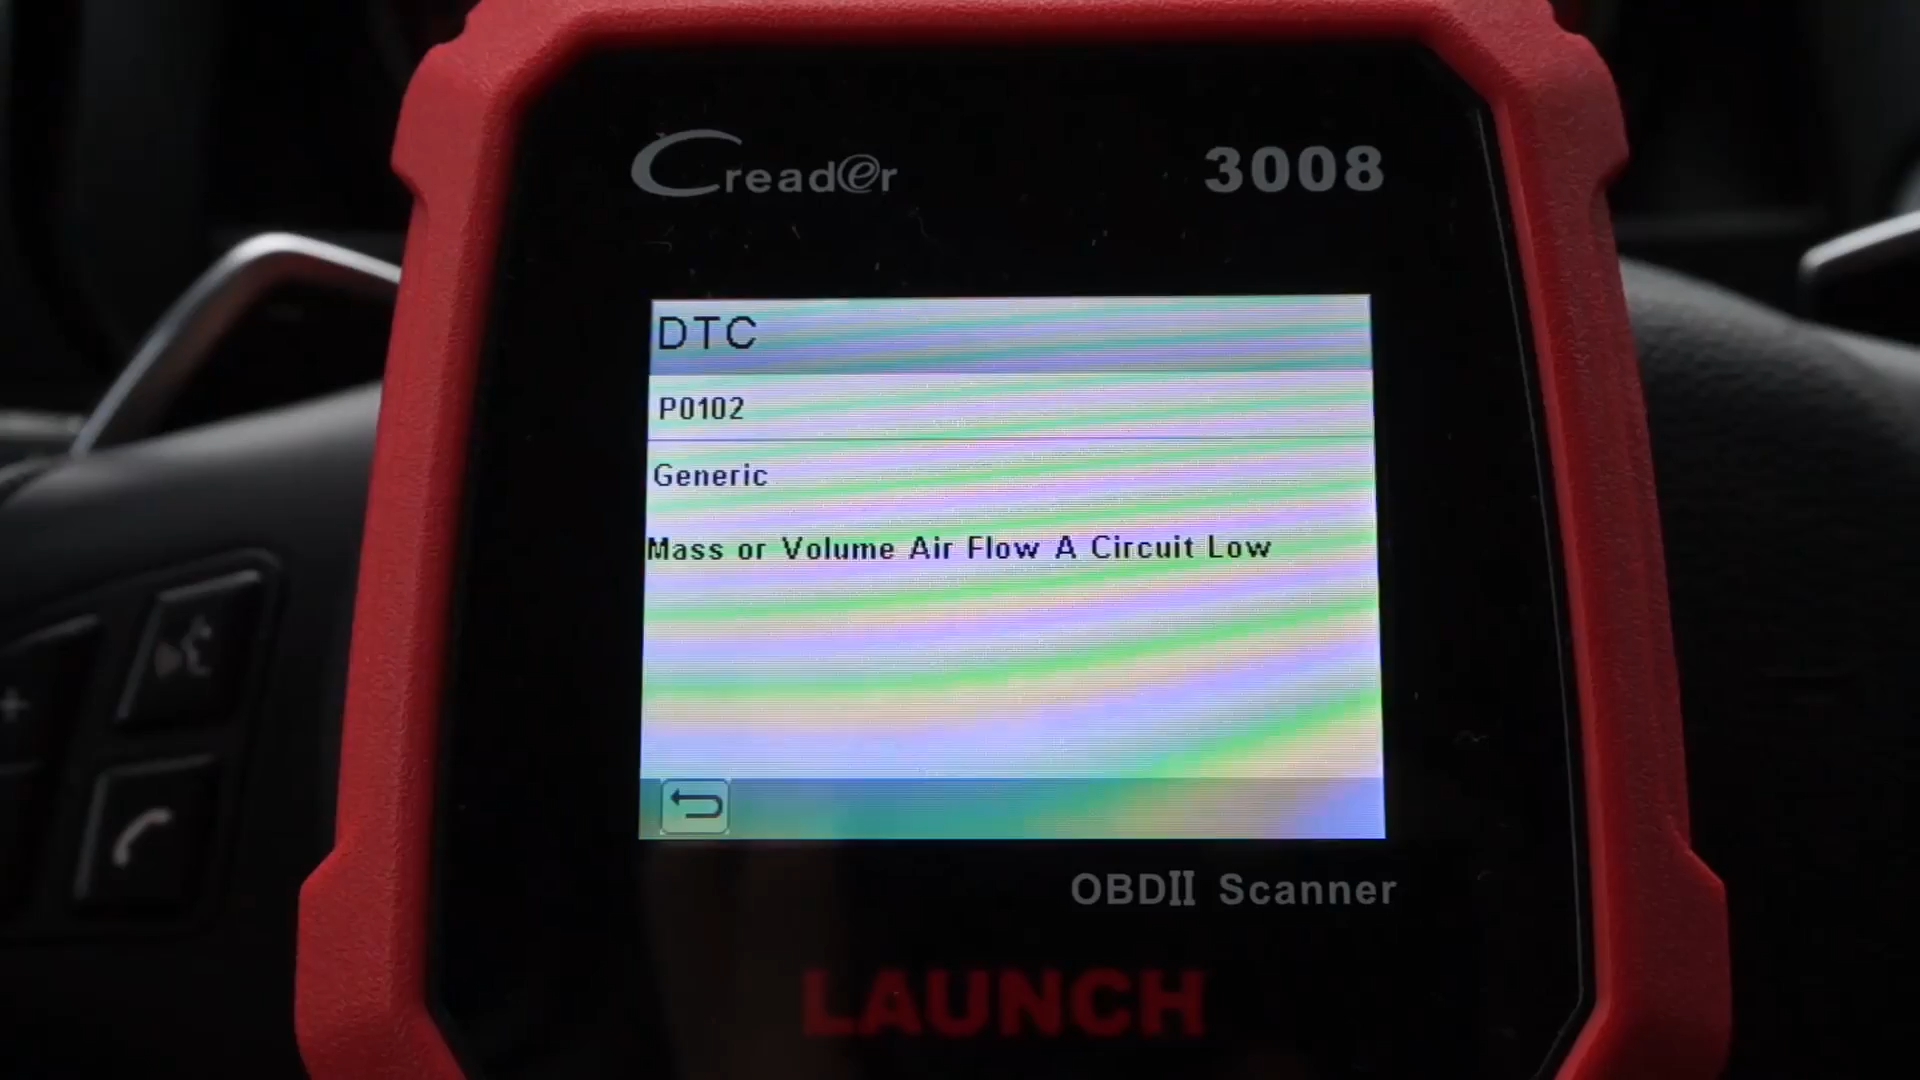 Creader 3008
DTC
P0102
Generic
Mass or Volume Air Flow A Circuit Low
OBDII Scanner
LAUNCH